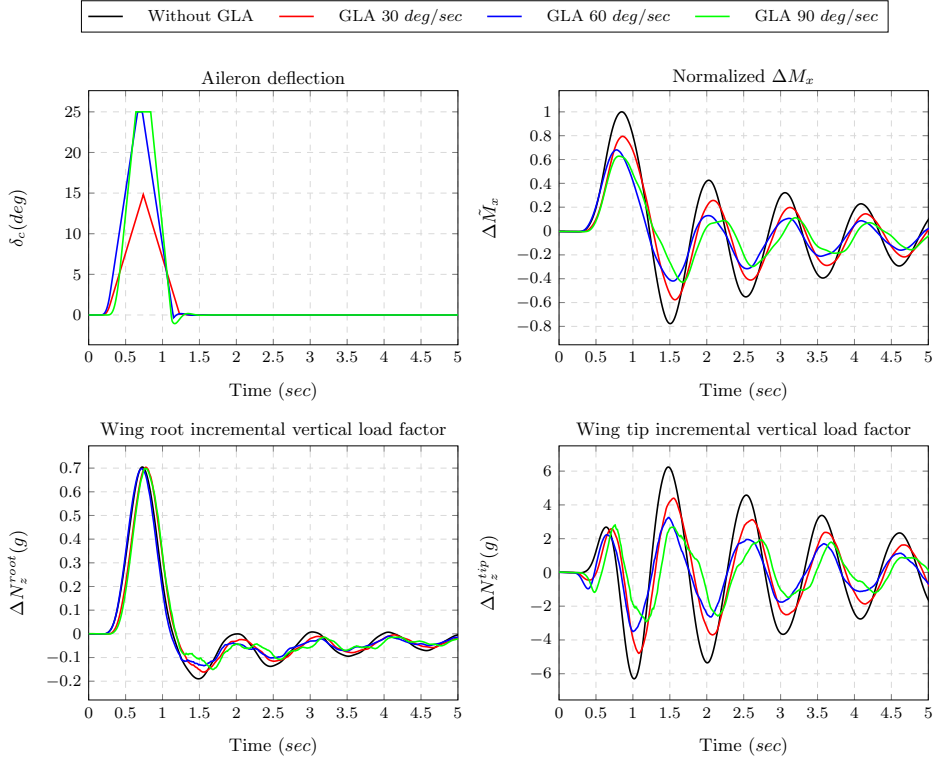 Without GLA GLA 30 deg/sec GLA 60 deg/sec GLA 90 deg/sec
Aileron deflection
25
20
15
10
5
0
0 0.5 1 1.5 2 2.5 3 3.5 4 4.5 5
δc(deg)
Time (sec)
Normalized ΔMx
1
0.8
0.6
0.4
0.2
0
−0.2
−0.4
−0.6
−0.8
0 0.5 1 1.5 2 2.5 3 3.5 4 4.5 5
ΔM̃x
Time (sec)
Wing root incremental vertical load factor
0.7
0.6
0.5
0.4
0.3
0.2
0.1
0
−0.1
−0.2
0 0.5 1 1.5 2 2.5 3 3.5 4 4.5 5
ΔNz^root(g)
Time (sec)
Wing tip incremental vertical load factor
6
4
2
0
−2
−4
−6
0 0.5 1 1.5 2 2.5 3 3.5 4 4.5 5
ΔNz^tip(g)
Time (sec)